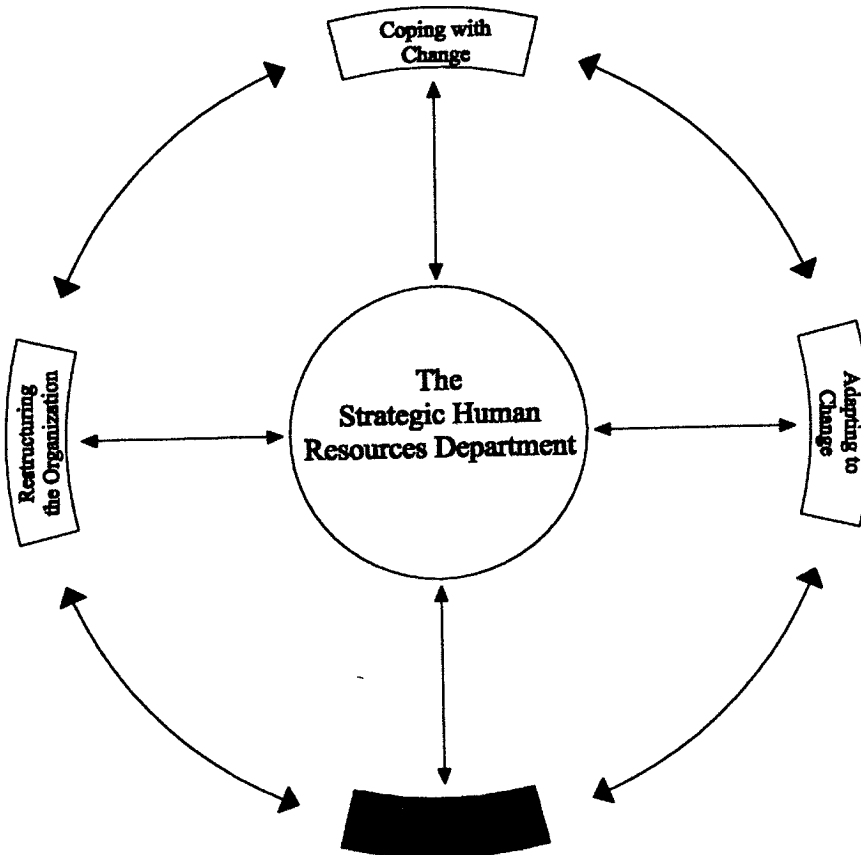 Coping with
Change
Restructuring
the Organization
The
Strategic Human
Resources Department
Adapting to
Change